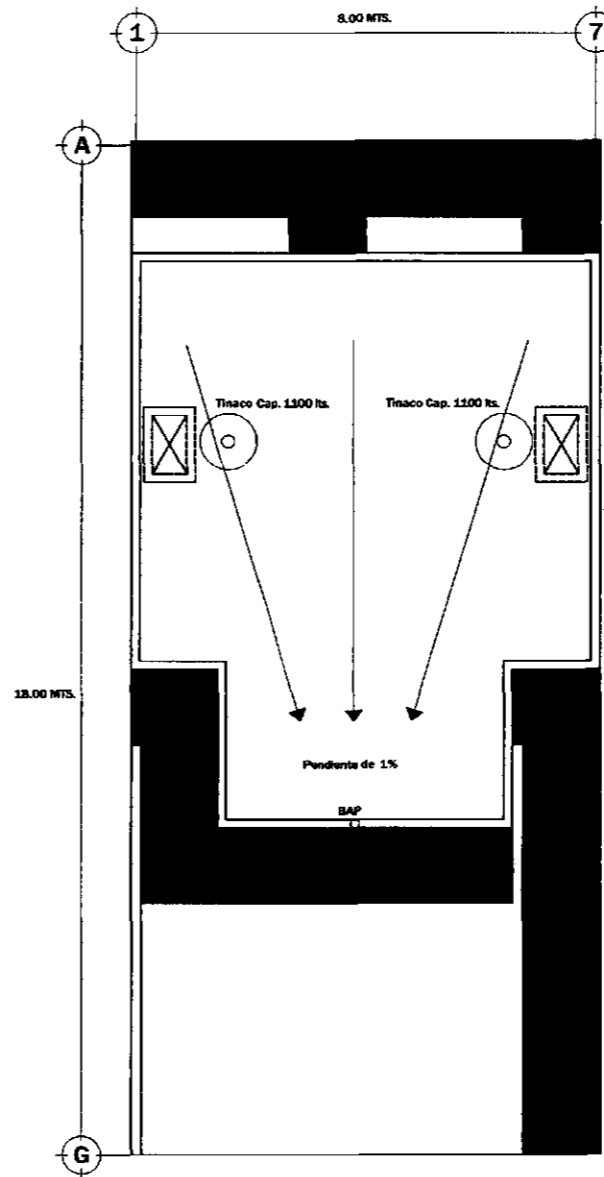 8.00 MTS.
1
7
A
Tinaco Cap. 1100 lts.
Tinaco Cap. 1100 lts.
18.00 MTS.
Pendiente de 1%
BAP
G